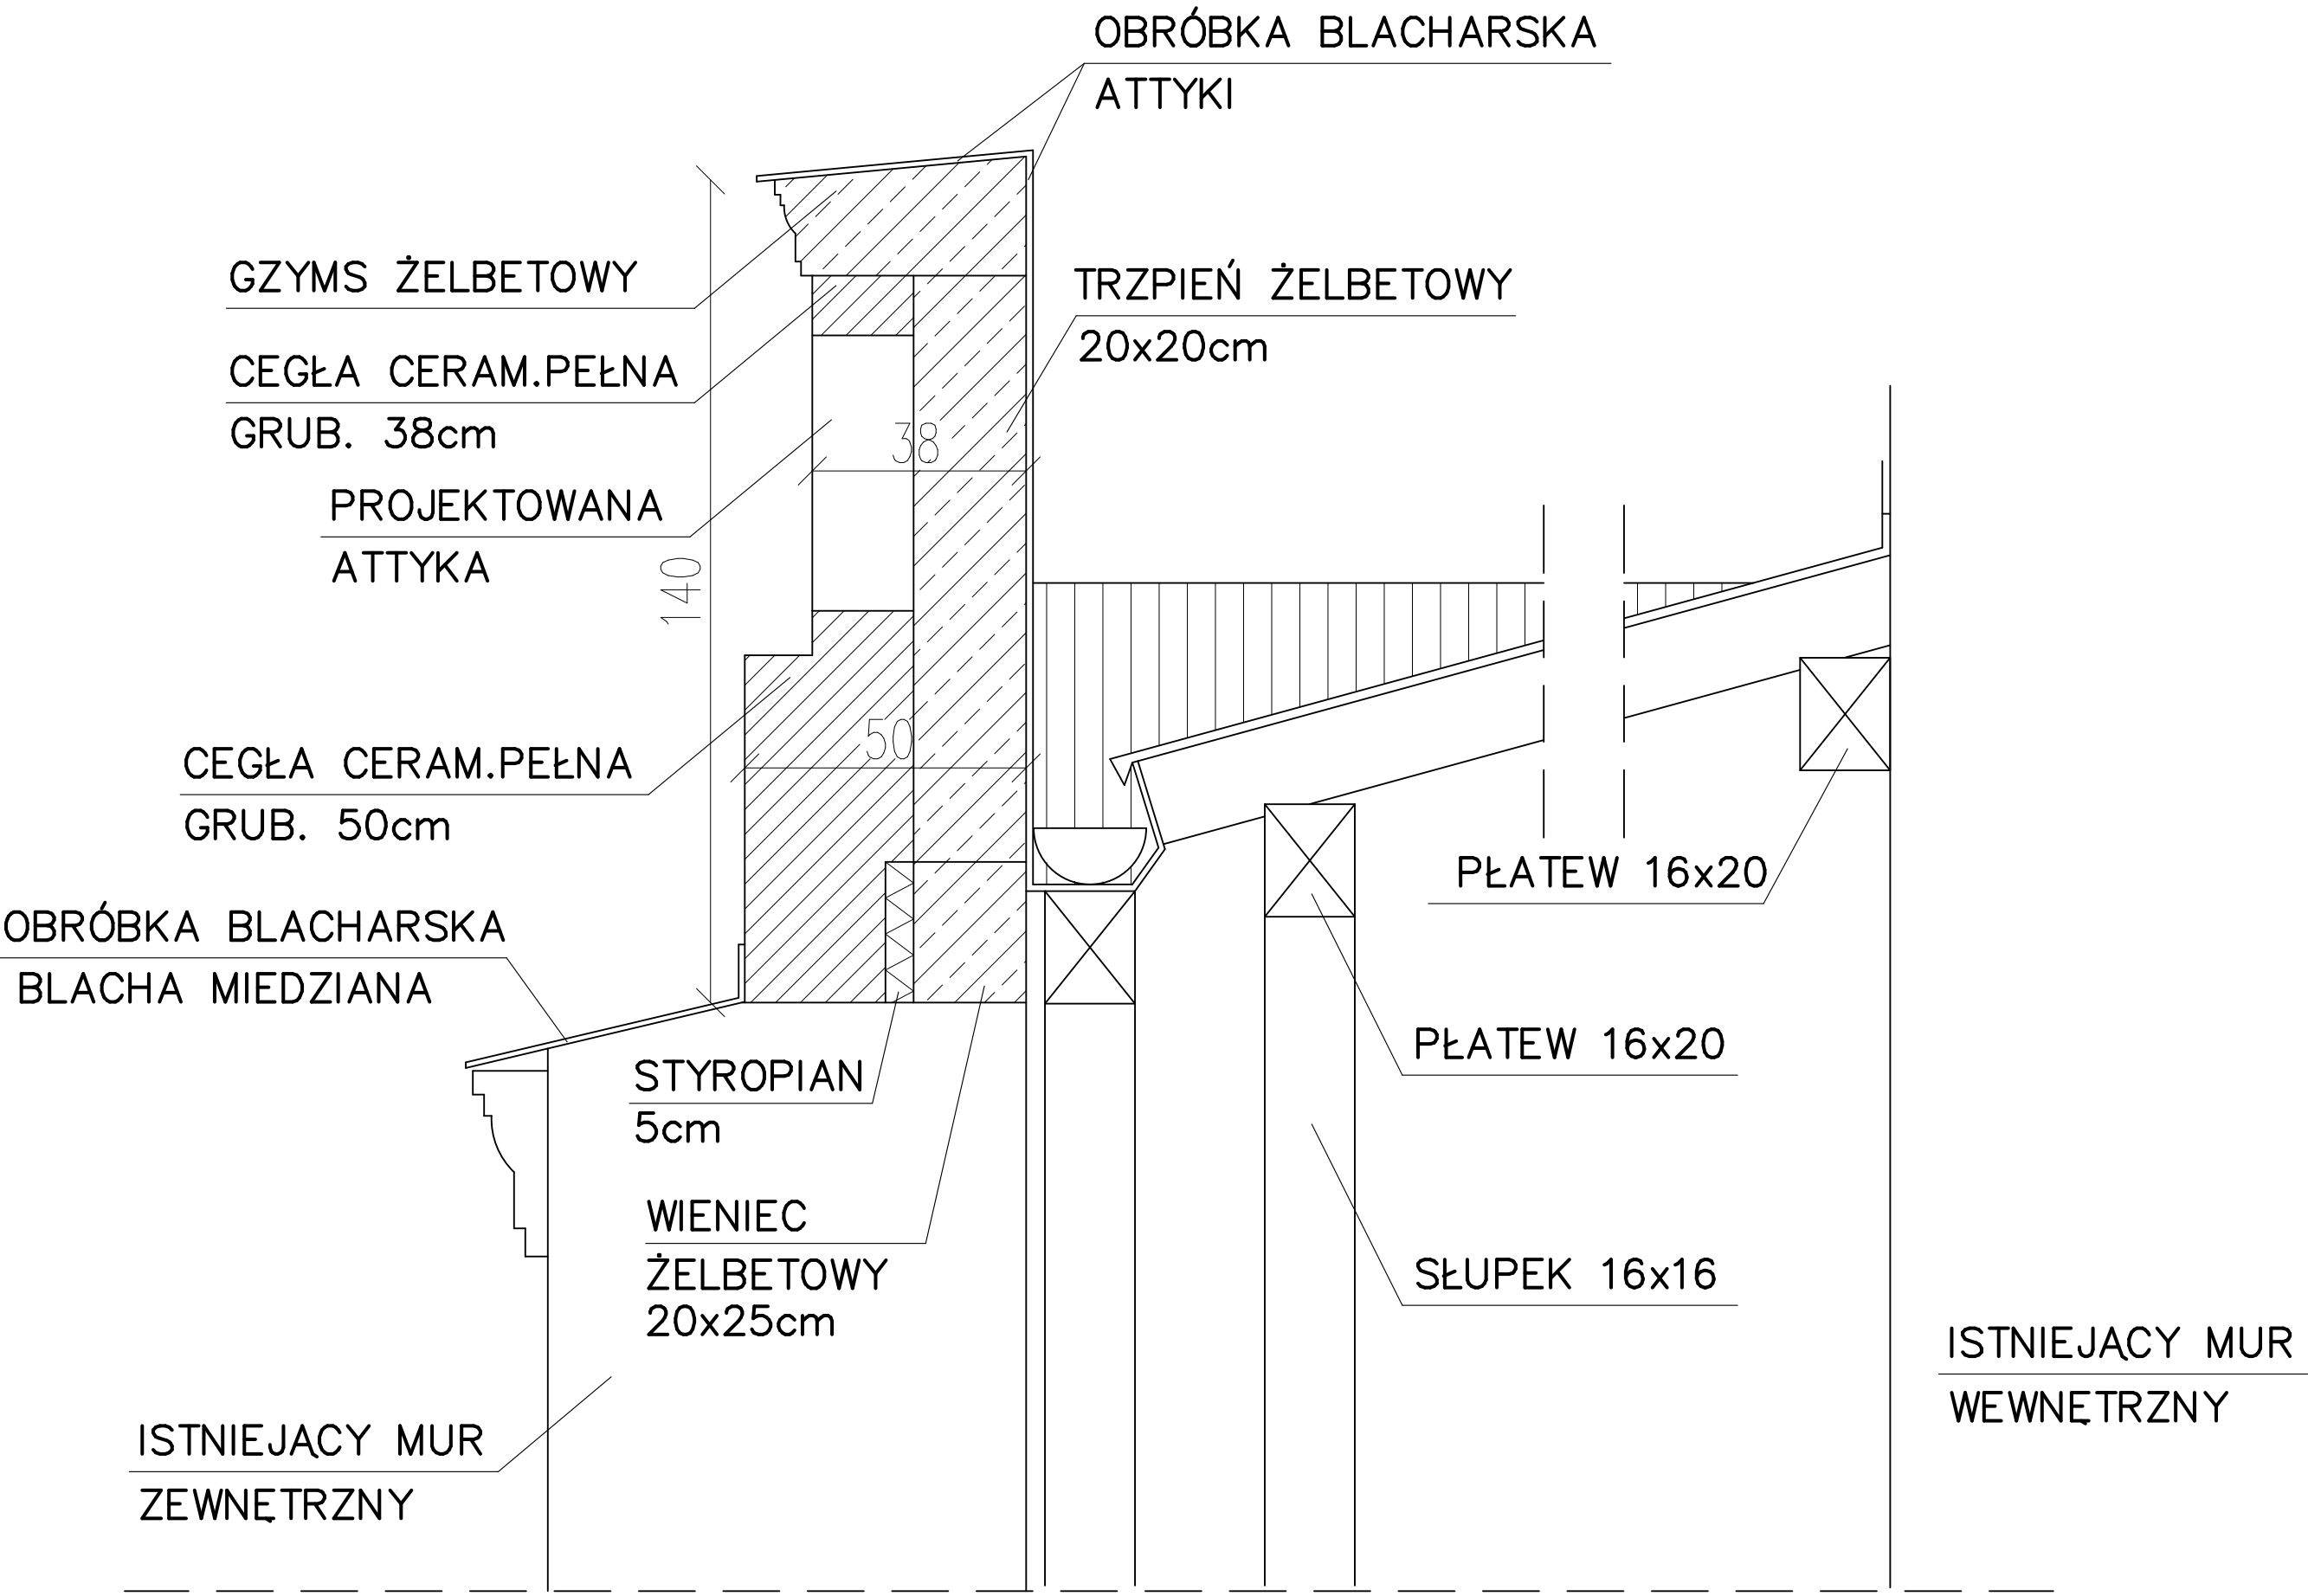 OBRÓBKA BLACHARSKA
ATTYKI
GZYMS ŻELBETOWY
TRZPIEŃ ŻELBETOWY
20x20cm
CEGŁA CERAM.PEŁNA
GRUB. 38cm
38
PROJEKTOWANA
ATTYKA
140
50
CEGŁA CERAM.PEŁNA
GRUB. 50cm
PŁATEW 16x20
OBRÓBKA BLACHARSKA
BLACHA MIEDZIANA
PŁATEW 16x20
STYROPIAN
5cm
WIENIEC
ŻELBETOWY
20x25cm
SŁUPEK 16x16
ISTNIEJĄCY MUR
WEWNĘTRZNY
ISTNIEJĄCY MUR
ZEWNĘTRZNY